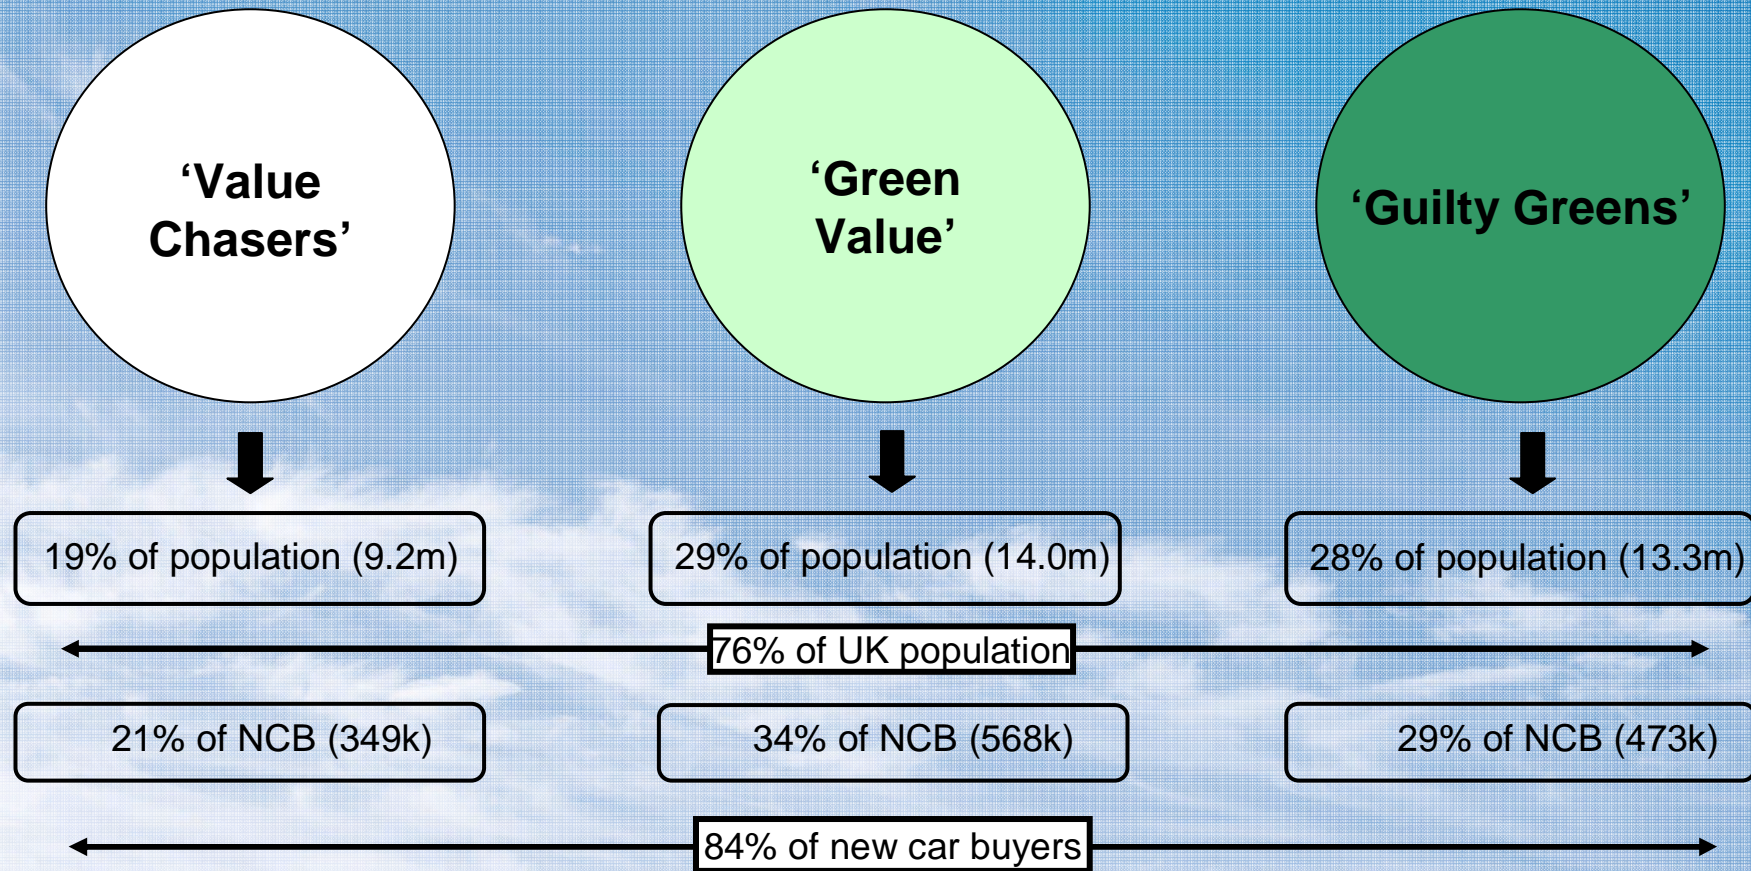 ‘Value
Chasers’
‘Green
Value’
‘Guilty Greens’
19% of population (9.2m)
29% of population (14.0m)
28% of population (13.3m)
76% of UK population
21% of NCB (349k)
34% of NCB (568k)
29% of NCB (473k)
84% of new car buyers